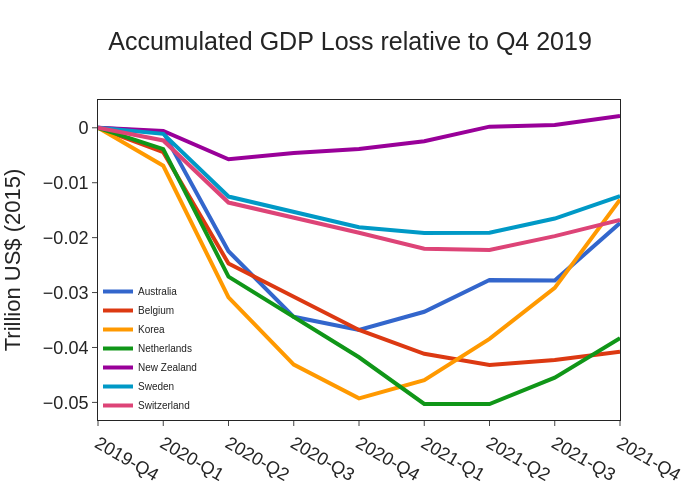 Accumulated GDP Loss relative to Q4 2019
Trillion US$ (2015)
0
−0.01
−0.02
−0.03
−0.04
−0.05
Australia
Belgium
Korea
Netherlands
New Zealand
Sweden
Switzerland
2019-Q4
2020-Q1
2020-Q2
2020-Q3
2020-Q4
2021-Q1
2021-Q2
2021-Q3
2021-Q4